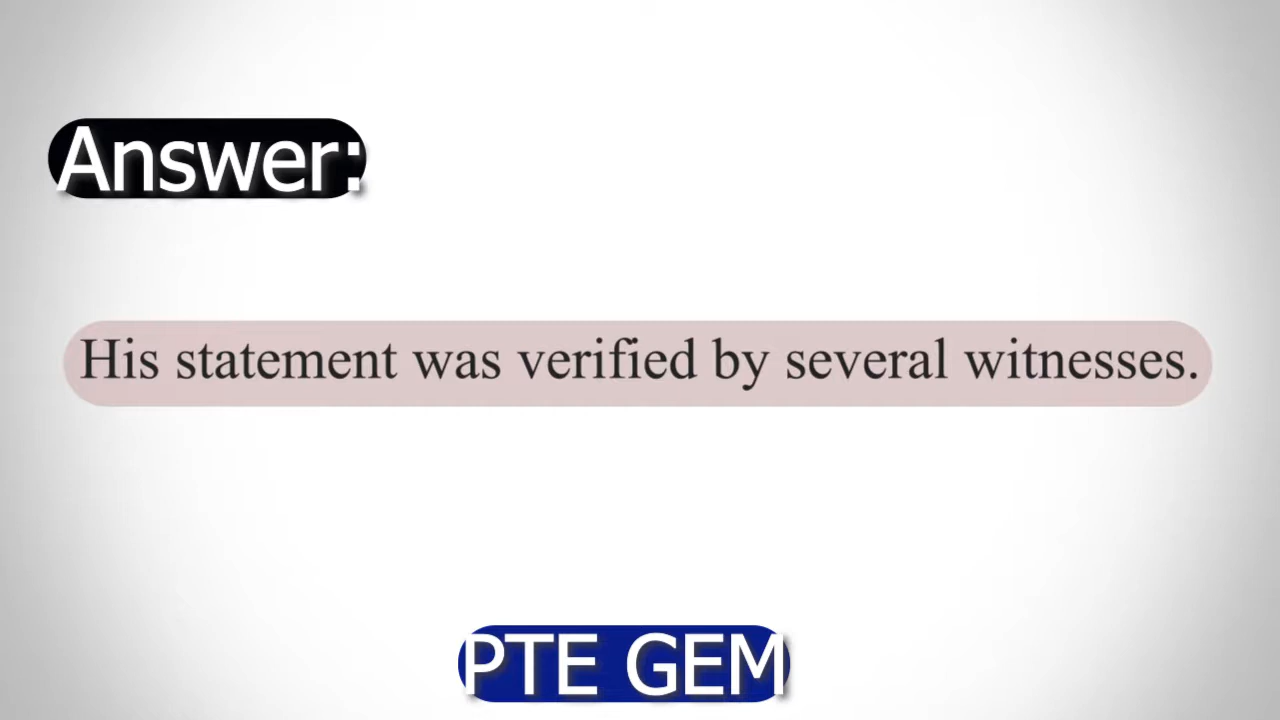 Answer:
His statement was verified by several witnesses.
PTE GEM